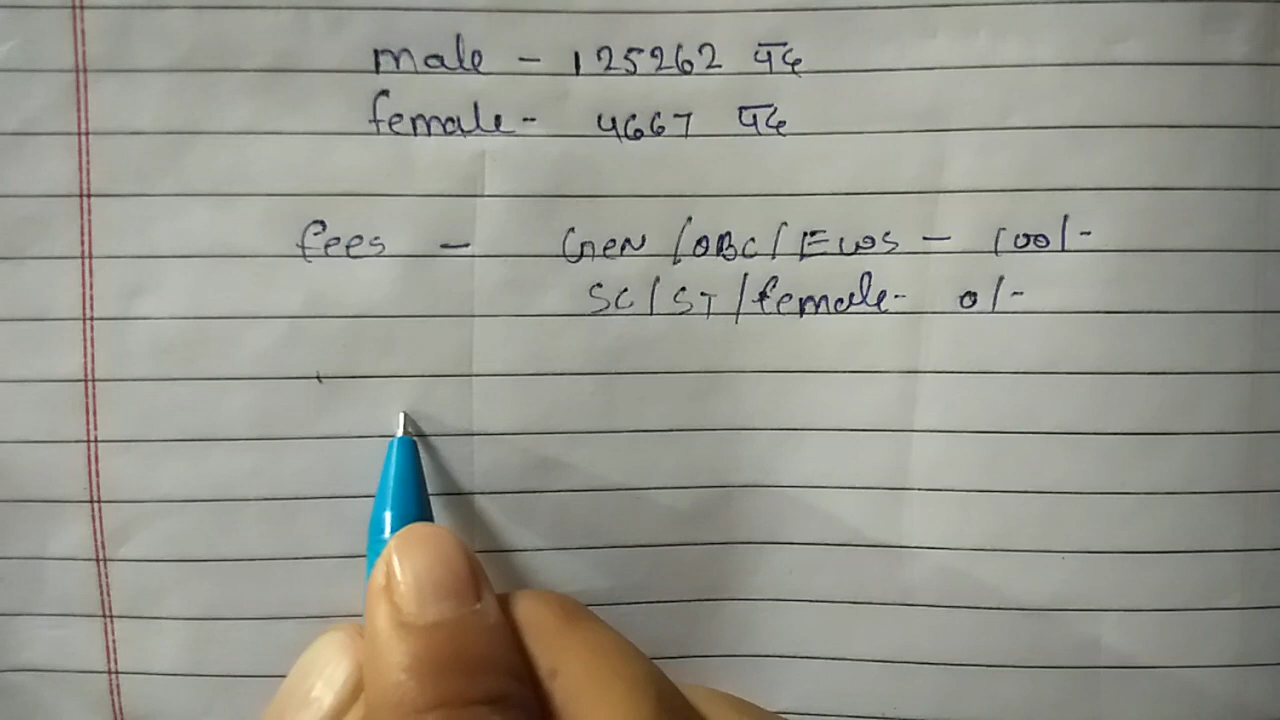 male - 125262 पद
female - 4667 पद
fees - Gen/OBC/EWS - 100/-
SC/ST/female - 0/-